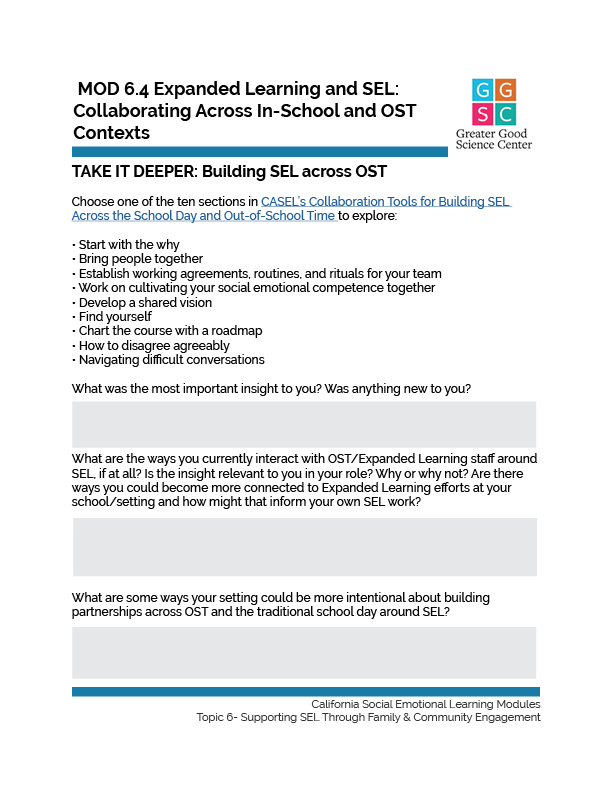 MOD 6.4 Expanded Learning and SEL:
Collaborating Across In-School and OST
Contexts
G G
S C
Greater Good
Science Center
TAKE IT DEEPER: Building SEL across OST
Choose one of the ten sections in CASEL's Collaboration Tools for Building SEL
Across the School Day and Out-of-School Time to explore:
• Start with the why
• Bring people together
• Establish working agreements, routines, and rituals for your team
• Work on cultivating your social emotional competence together
• Develop a shared vision
• Find yourself
• Chart the course with a roadmap
• How to disagree agreeably
• Navigating difficult conversations
What was the most important insight to you? Was anything new to you?
What are the ways you currently interact with OST/Expanded Learning staff around
SEL, if at all? Is the insight relevant to you in your role? Why or why not? Are there
ways you could become more connected to Expanded Learning efforts at your
school/setting and how might that inform your own SEL work?
What are some ways your setting could be more intentional about building
partnerships across OST and the traditional school day around SEL?
California Social Emotional Learning Modules
Topic 6- Supporting SEL Through Family & Community Engagement